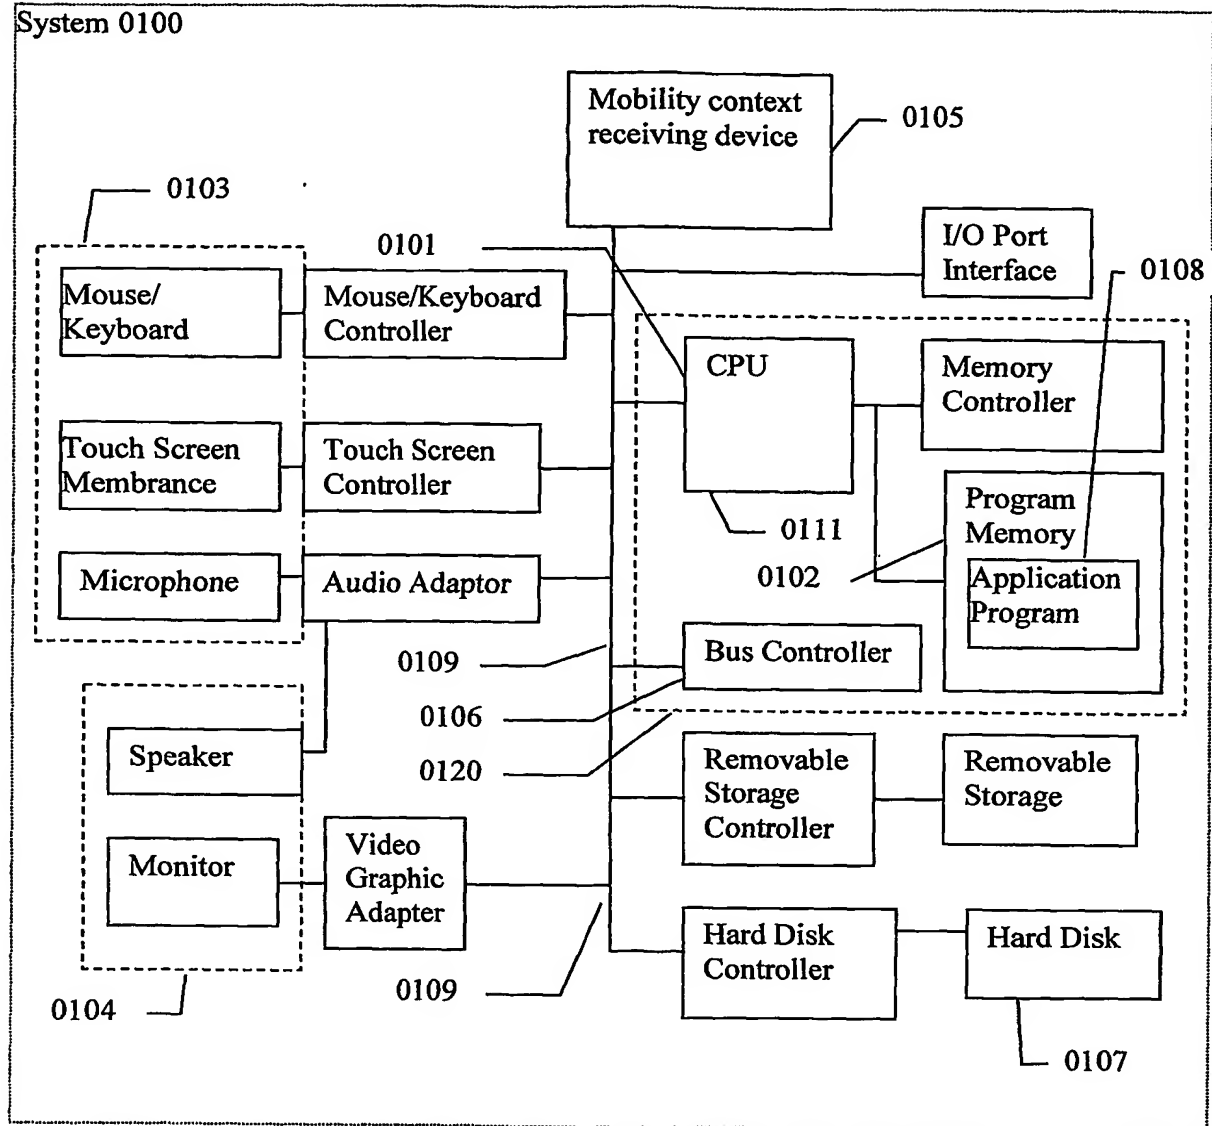 System 0100
Mobility context
receiving device
0105
0103
0101
I/O Port
Interface
0108
Mouse/
Keyboard
Mouse/Keyboard
Controller
CPU
Memory
Controller
Touch Screen
Membrance
Touch Screen
Controller
0111
Program
Memory
0102
Application
Program
Microphone
Audio Adaptor
0109
Bus Controller
0106
0120
Speaker
Removable
Storage
Controller
Removable
Storage
Monitor
Video
Graphic
Adapter
Hard Disk
Controller
Hard Disk
0109
0104
0107